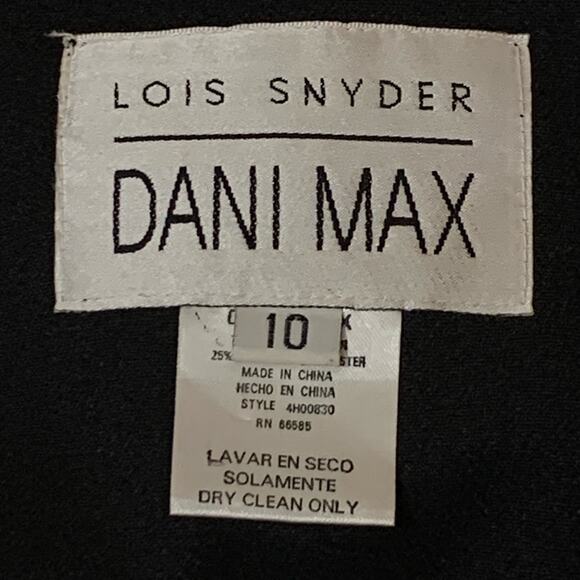 LOIS SNYDER
DANI MAX
10
25%
MADE IN CHINA
HECHO EN CHINA
STYLE 4H00830
RN 66585
LAVAR EN SECO
SOLAMENTE
DRY CLEAN ONLY